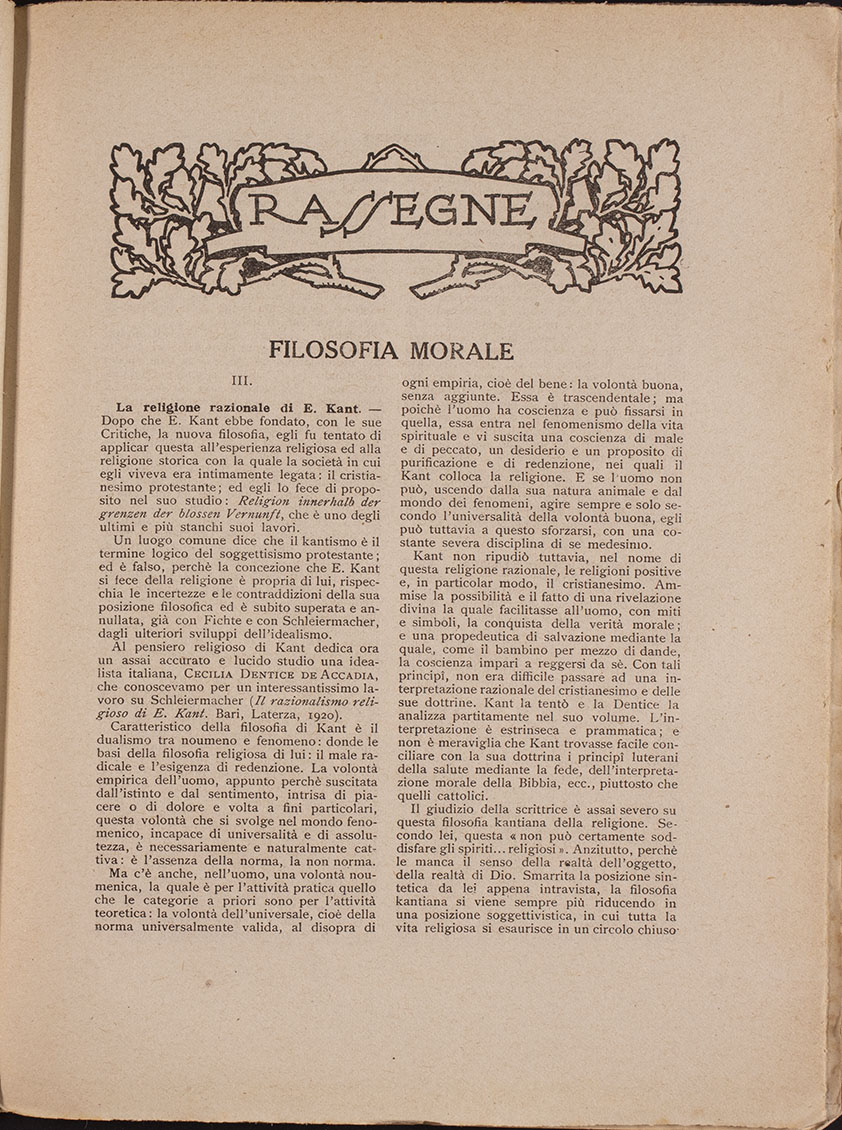 RASSEGNE
FILOSOFIA MORALE
III.
La religione razionale di E. Kant. —
Dopo che E. Kant ebbe fondato, con le sue
Critiche, la nuova filosofia, egli fu tentato di
applicar questa all'esperienza religiosa ed alla
religione storica con la quale la società in cui
egli viveva era intimamente legata: il cristia-
nesimo protestante; ed egli lo fece di propo-
sito nel suo studio: Religion innerhalb der
grenzen der blossen Vernunft, che è uno degli
ultimi e più stanchi suoi lavori.
Un luogo comune dice che il kantismo è il
termine logico del soggettisismo protestante;
ed è falso, perchè la concezione che E. Kant
si fece della religione è propria di lui, rispec-
chia le incertezze e le contraddizioni della sua
posizione filosofica ed è subito superata e an-
nullata, già con Fichte e con Schleiermacher,
dagli ulteriori sviluppi dell'idealismo.
Al pensiero religioso di Kant dedica ora
un assai accurato e lucido studio una idea-
lista italiana, CECILIA DENTICE DE ACCADIA,
che conoscevamo per un interessantissimo la-
voro su Schleiermacher (Il razionalismo reli-
gioso di E. Kant. Bari, Laterza, 1920).
Caratteristico della filosofia di Kant è il
dualismo tra noumeno e fenomeno: donde le
basi della filosofia religiosa di lui: il male ra-
dicale e l'esigenza di redenzione. La volontà
empirica dell'uomo, appunto perchè suscitata
dall'istinto e dal sentimento, intrisa di pia-
cere o di dolore e volta a fini particolari,
questa volontà che si svolge nel mondo feno-
menico, incapace di universalità e di assolu-
tezza, è necessariamente e naturalmente cat-
tiva: è l'assenza della norma, la non norma.
Ma c'è anche, nell'uomo, una volontà nou-
menica, la quale è per l'attività pratica quello
che le categorie a priori sono per l'attività
teoretica: la volontà dell'universale, cioè della
norma universalmente valida, al disopra di
ogni empiria, cioè del bene: la volontà buona,
senza aggiunte. Essa è trascendentale; ma
poichè l'uomo ha coscienza e può fissarsi in
quella, essa entra nel fenomenismo della vita
spirituale e vi suscita una coscienza di male
e di peccato, un desiderio e un proposito di
purificazione e di redenzione, nei quali il
Kant colloca la religione. E se l'uomo non
può, uscendo dalla sua natura animale e dal
mondo dei fenomeni, agire sempre e solo se-
condo l'universalità della volontà buona, egli
può tuttavia a questo sforzarsi, con una co-
stante severa disciplina di se medesimo.
Kant non ripudiò tuttavia, nel nome di
questa religione razionale, le religioni positive
e, in particolar modo, il cristianesimo. Am-
mise la possibilità e il fatto di una rivelazione
divina la quale facilitasse all'uomo, con miti
e simboli, la conquista della verità morale;
e una propedeutica di salvazione mediante la
quale, come il bambino per mezzo di dande,
la coscienza impari a reggersi da sè. Con tali
principî, non era difficile passare ad una in-
terpretazione razionale del cristianesimo e delle
sue dottrine. Kant la tentò e la Dentice la
analizza partitamente nel suo volume. L'in-
terpretazione è estrinseca e prammatica; e
non è meraviglia che Kant trovasse facile con-
ciliare con la sua dottrina i principî luterani
della salute mediante la fede, dell'interpreta-
zione morale della Bibbia, ecc., piuttosto che
quelli cattolici.
Il giudizio della scrittrice è assai severo su
questa filosofia kantiana della religione. Se-
condo lei, questa « non può certamente sod-
disfare gli spiriti... religiosi ». Anzitutto, perchè
le manca il senso della realtà dell'oggetto,
della realtà di Dio. Smarrita la posizione sin-
tetica da lei appena intravista, la filosofia
kantiana si viene sempre più riducendo in
una posizione soggettivistica, in cui tutta la
vita religiosa si esaurisce in un circolo chiuso